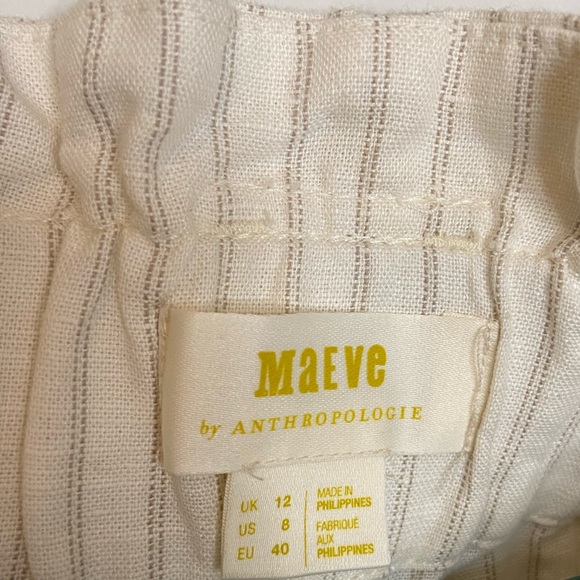 MaEve
by ANTHROPOLOGIE
UK 12
US 8
EU 40
MADE IN
PHILIPPINES
FABRIQUÉ
AUX
PHILIPPINES